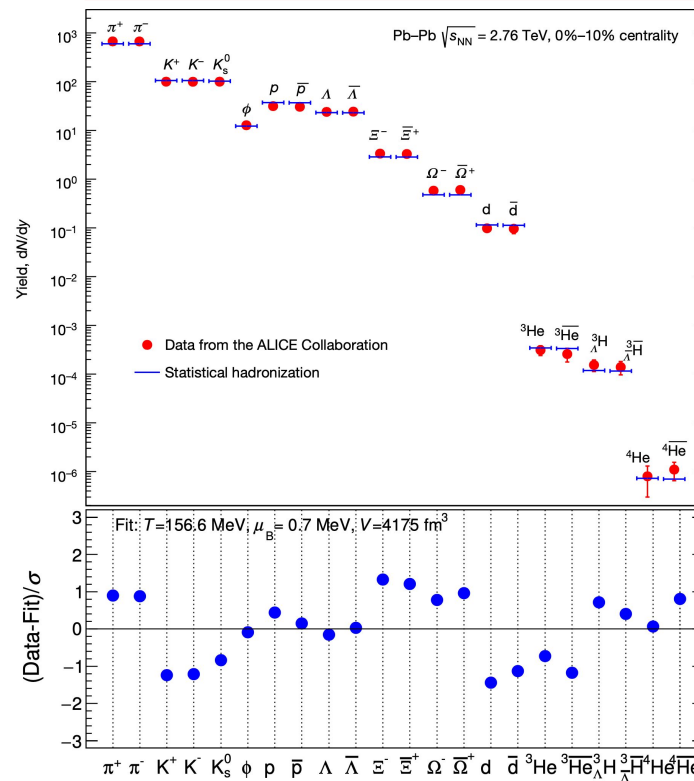 Pb–Pb √s_NN = 2.76 TeV, 0%–10% centrality
Yield, dN/dy
10³
10²
10
10⁰
10⁻¹
10⁻²
10⁻³
10⁻⁴
10⁻⁵
10⁻⁶
π⁺ π⁻
K⁺ K⁻ K⁰ₛ
ϕ p p̅ Λ Λ̅
Ξ⁻ Ξ̅⁺
Ω⁻ Ω̅⁺
d d̅
³He ³H̅e̅ ³_ΛH ³_Λ̅H̅
⁴He ⁴H̅e̅
Data from the ALICE Collaboration
Statistical hadronization
Fit: T=156.6 MeV, μ_B= 0.7 MeV, V=4175 fm³
(Data-Fit)/σ
3
2
1
0
−1
−2
−3
π⁺ π⁻ K⁺ K⁻ K⁰ₛ ϕ p p̅ Λ Λ̅ Ξ⁻ Ξ̅⁺ Ω⁻ Ω̅⁺ d d̅ ³He ³H̅e̅ ³_ΛH ³_Λ̅H̅ ⁴He ⁴H̅e̅